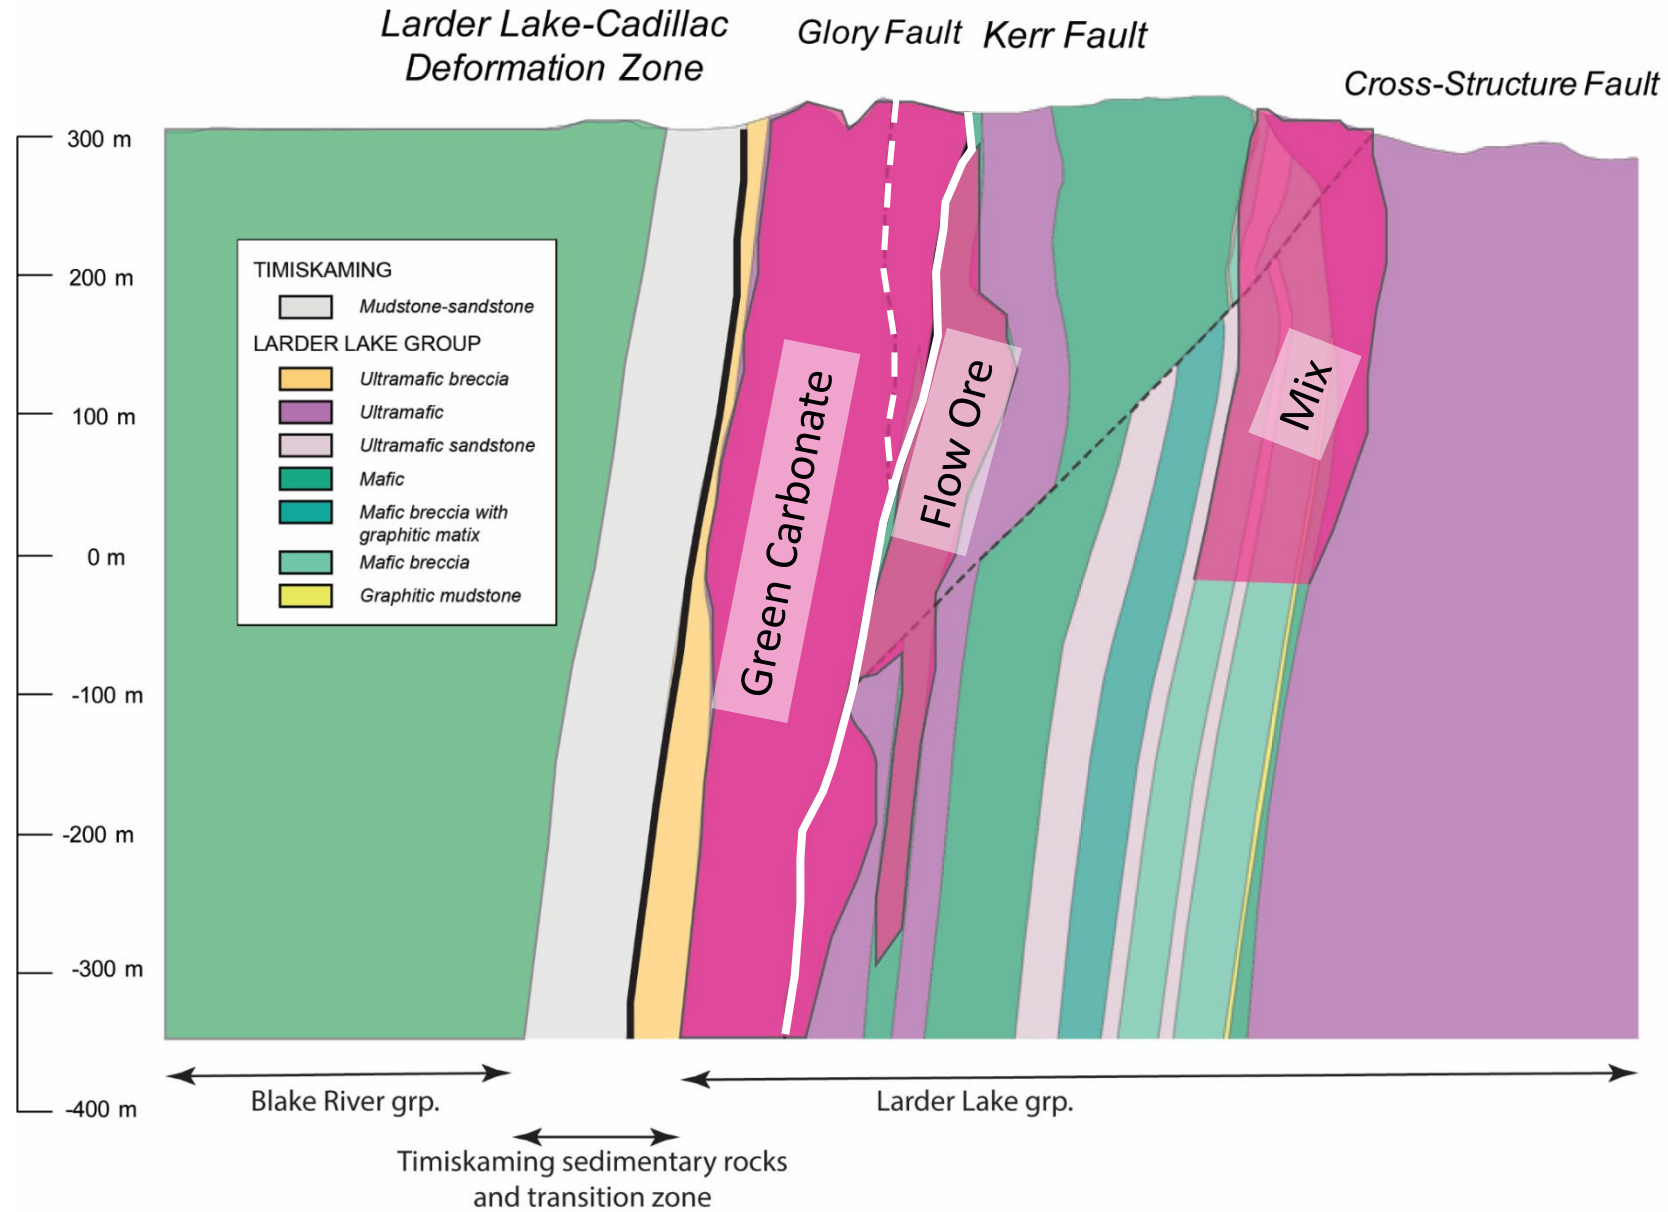 Larder Lake-Cadillac
Deformation Zone
Glory Fault
Kerr Fault
Cross-Structure Fault
300 m
200 m
100 m
0 m
-100 m
-200 m
-300 m
-400 m
TIMISKAMING
Mudstone-sandstone
LARDER LAKE GROUP
Ultramafic breccia
Ultramafic
Ultramafic sandstone
Mafic
Mafic breccia with
graphitic matix
Mafic breccia
Graphitic mudstone
Green Carbonate
Flow Ore
Mix
Blake River grp.
Larder Lake grp.
Timiskaming sedimentary rocks
and transition zone